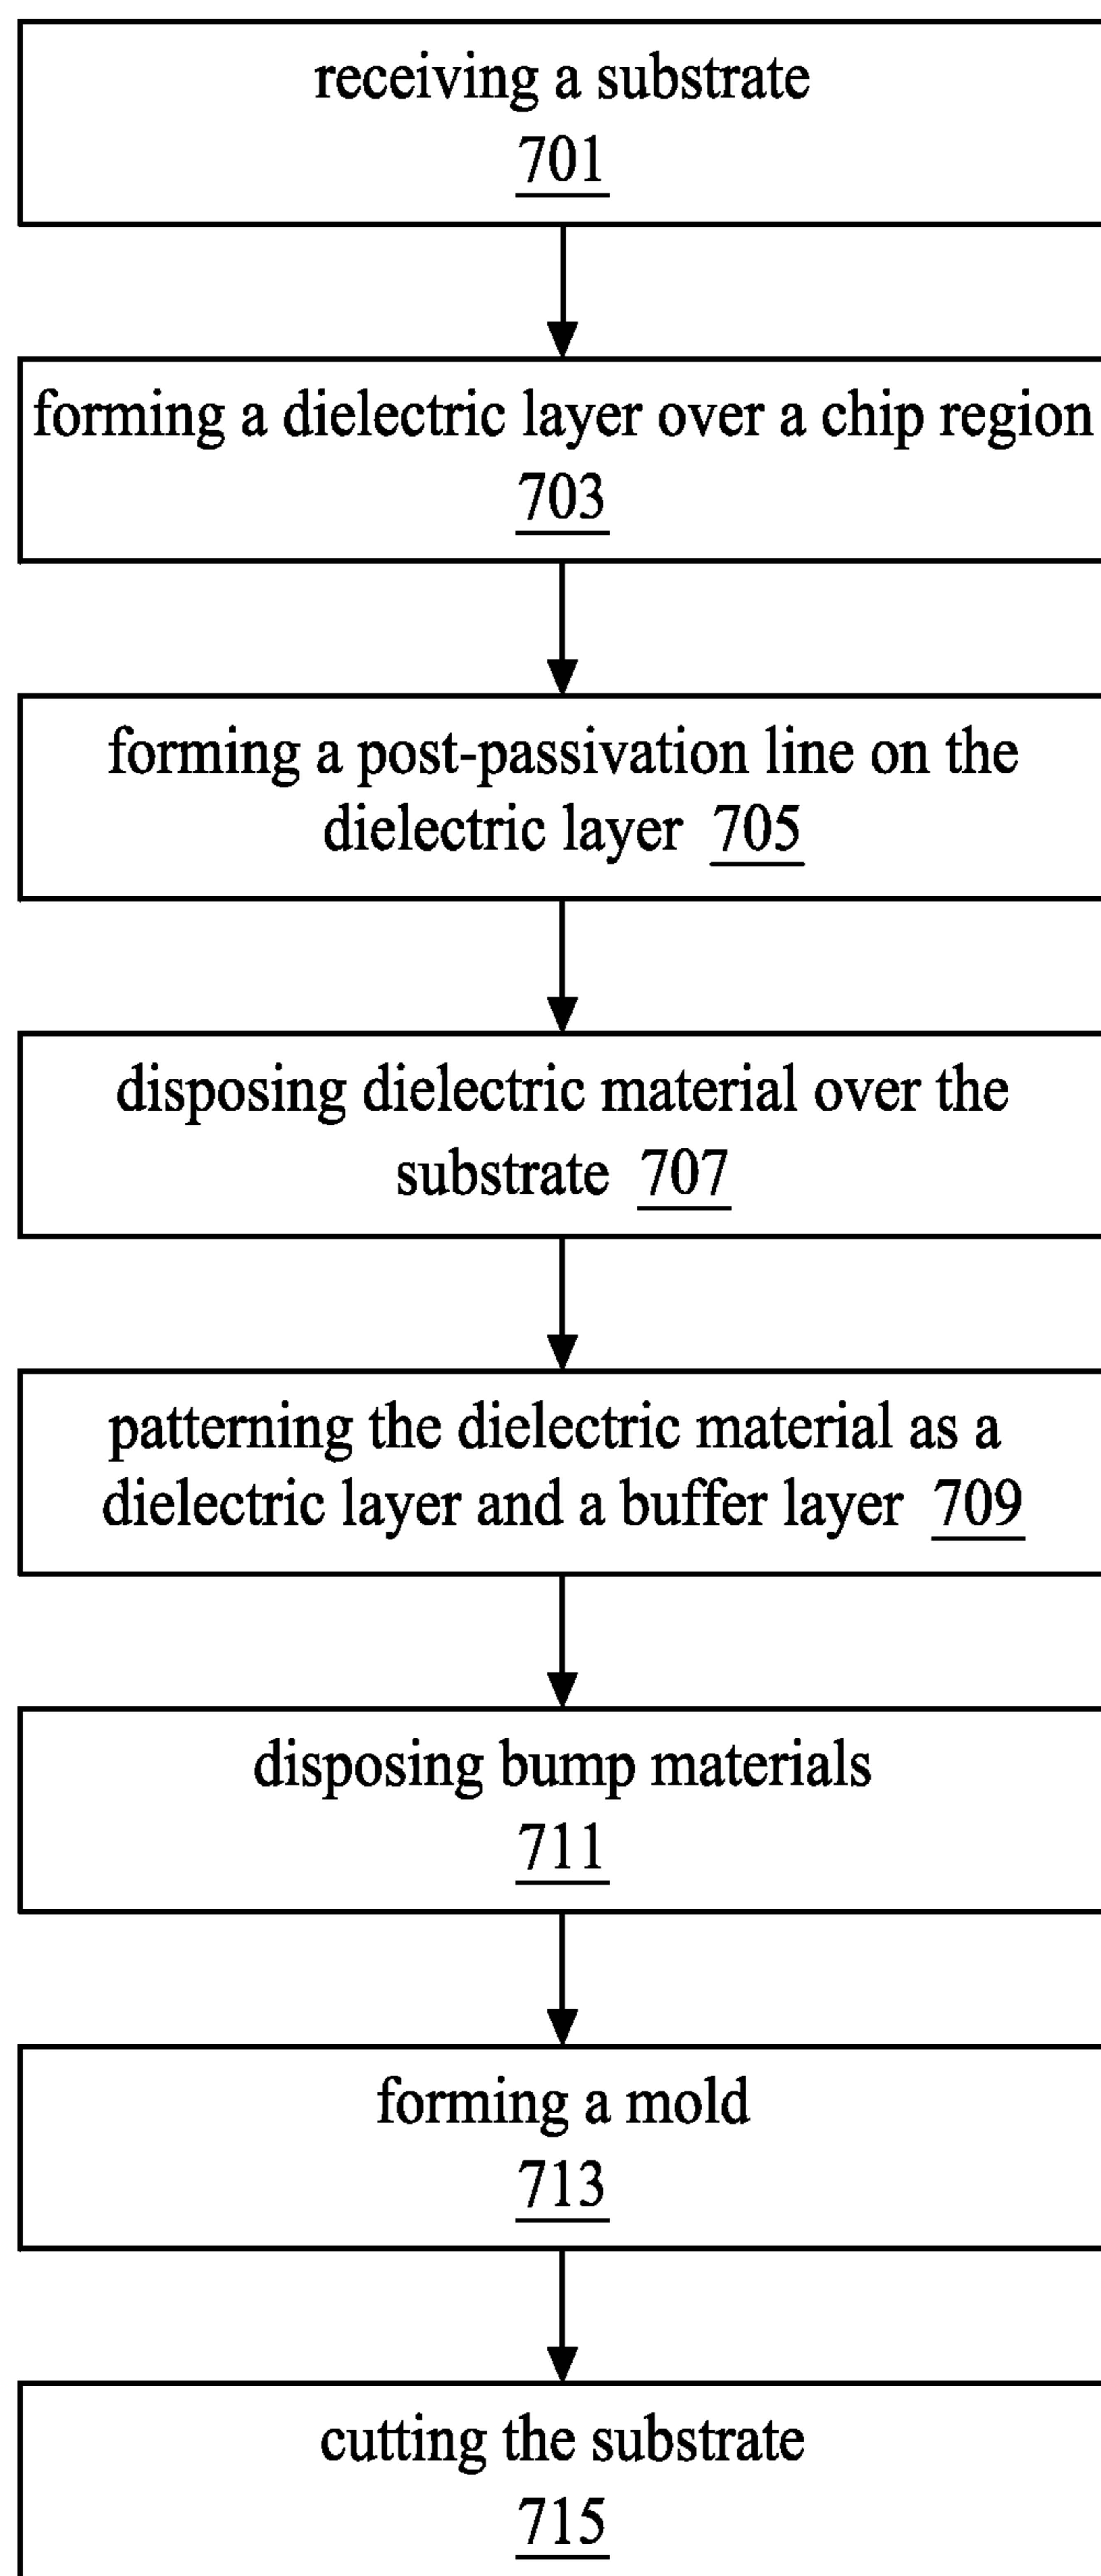 receiving a substrate
701
forming a dielectric layer over a chip region
703
forming a post-passivation line on the
dielectric layer 705
disposing dielectric material over the
substrate 707
patterning the dielectric material as a
dielectric layer and a buffer layer 709
disposing bump materials
711
forming a mold
713
cutting the substrate
715